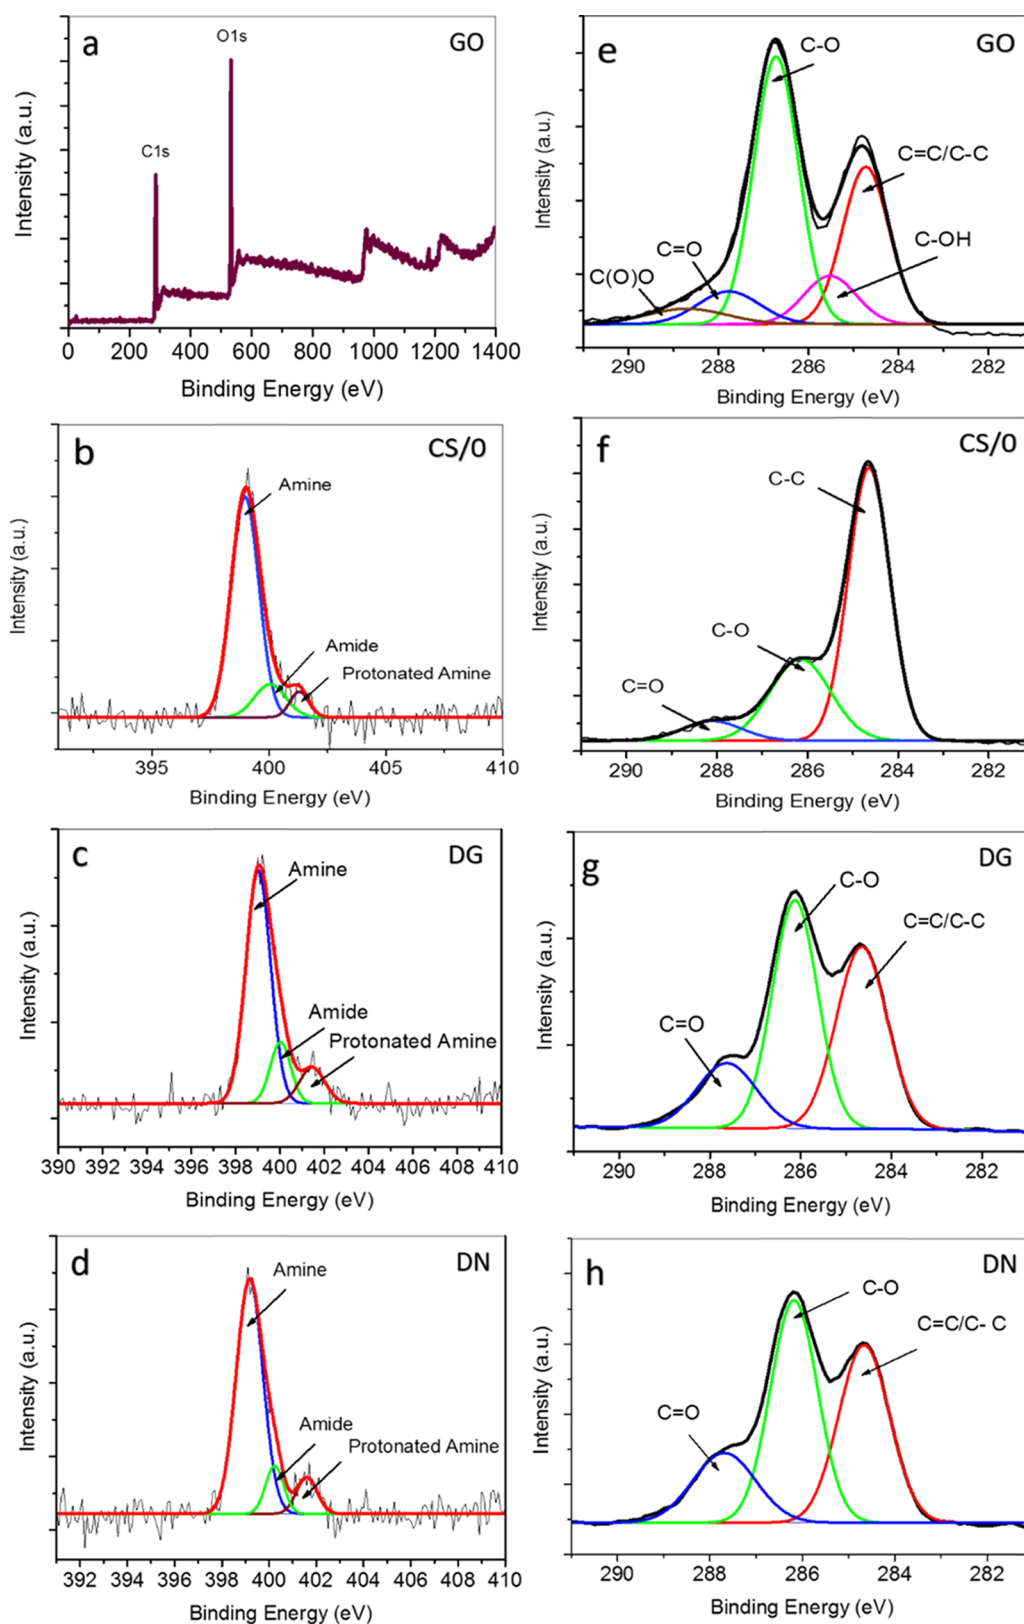 a
GO
O1s
C1s
Intensity (a.u.)
0 200 400 600 800 1000 1200 1400
Binding Energy (eV)
e
GO
C-O
C=C/C-C
C-OH
C=O
C(O)O
Intensity (a.u.)
290 288 286 284 282
Binding Energy (eV)
b
CS/0
Amine
Amide
Protonated Amine
Intensity (a.u.)
395 400 405 410
Binding Energy (eV)
f
CS/0
C-C
C-O
C=O
Intensity (a.u.)
290 288 286 284 282
Binding Energy (eV)
c
DG
Amine
Amide
Protonated Amine
Intensity (a.u.)
390 392 394 396 398 400 402 404 406 408 410
Binding Energy (eV)
g
DG
C-O
C=C/C-C
C=O
Intensity (a.u.)
290 288 286 284 282
Binding Energy (eV)
d
DN
Amine
Amide
Protonated Amine
Intensity (a.u.)
392 394 396 398 400 402 404 406 408 410
Binding Energy (eV)
h
DN
C-O
C=C/C- C
C=O
Intensity (a.u.)
290 288 286 284 282
Binding Energy (eV)